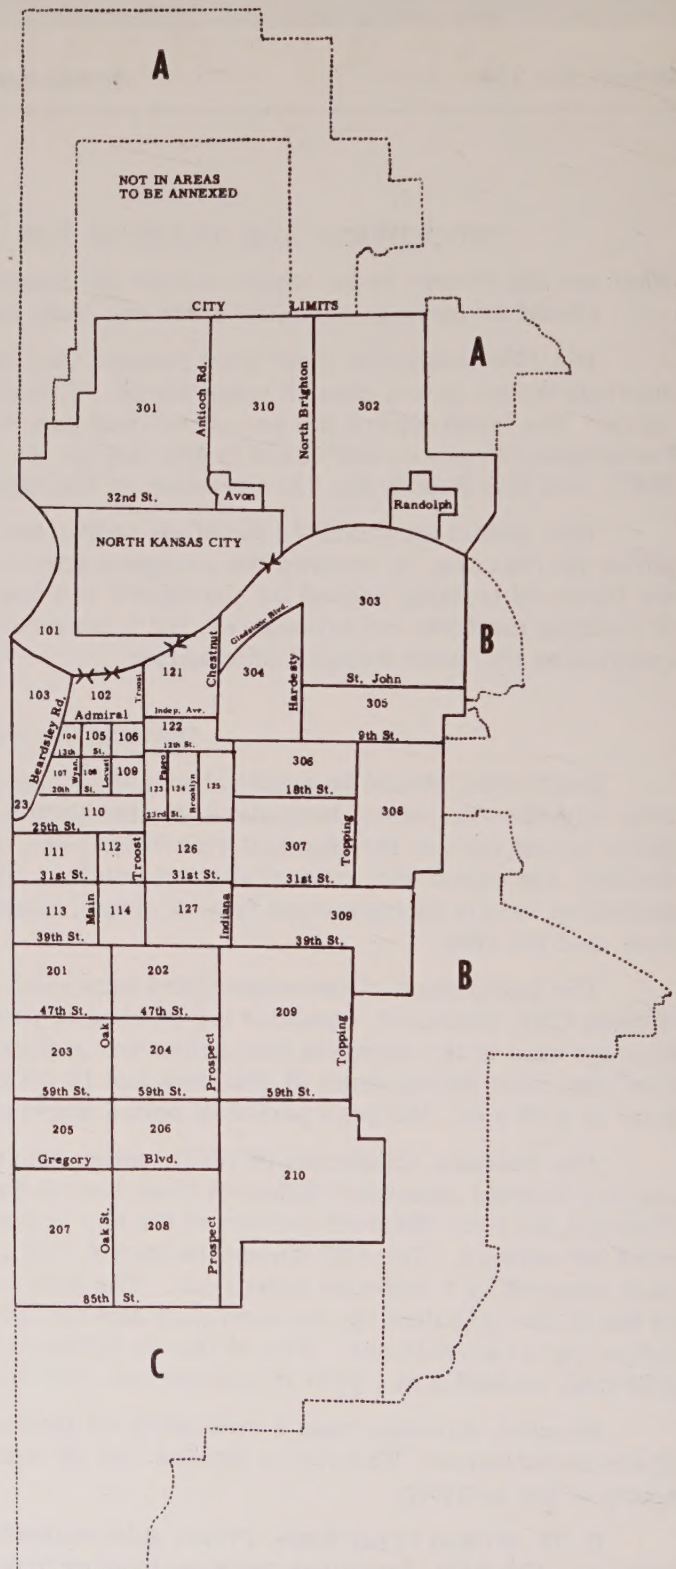 A
NOT IN AREAS
TO BE ANNEXED
CITY LIMITS
A
Antioch Rd.
North Brighton
301
310
302
32nd St.
Avon
Randolph
NORTH KANSAS CITY
303
101
Gladstone Blvd.
Chestnut
B
121
304
Hardesty
103
102
Troost
St. John
Beardsley Rd.
Admiral
Indep. Ave.
305
104
105
106
122
9th St.
12th St.
12th St.
306
Wyan.
Locust
Paseo
Brooklyn
107
108
109
123
124
125
18th St.
308
20th St.
23
110
23rd St.
25th St.
Troost
307
Topping
111
112
126
31st St.
31st St.
31st St.
113
Main
114
127
Indiana
309
39th St.
39th St.
B
201
202
209
Oak
47th St.
47th St.
Topping
203
204
Prospect
59th St.
59th St.
59th St.
205
206
Gregory Blvd.
210
207
Oak St.
208
Prospect
85th St.
C